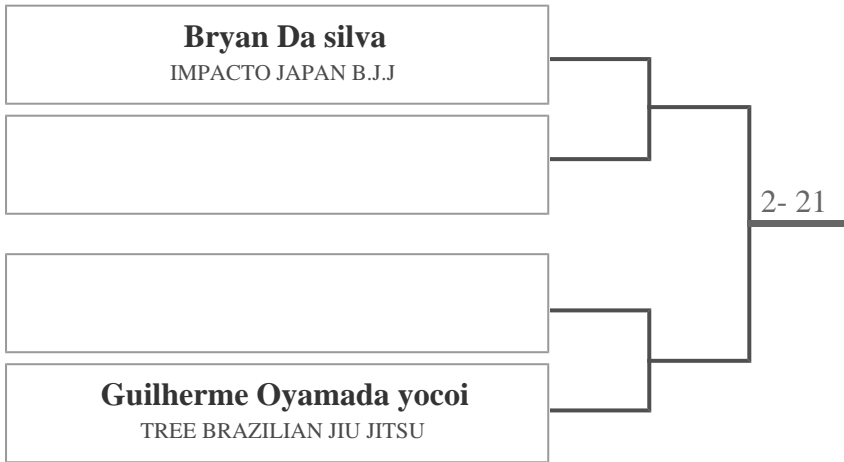 Bryan Da silva
IMPACTO JAPAN B.J.J
2- 21
Guilherme Oyamada yocoi
TREE BRAZILIAN JIU JITSU